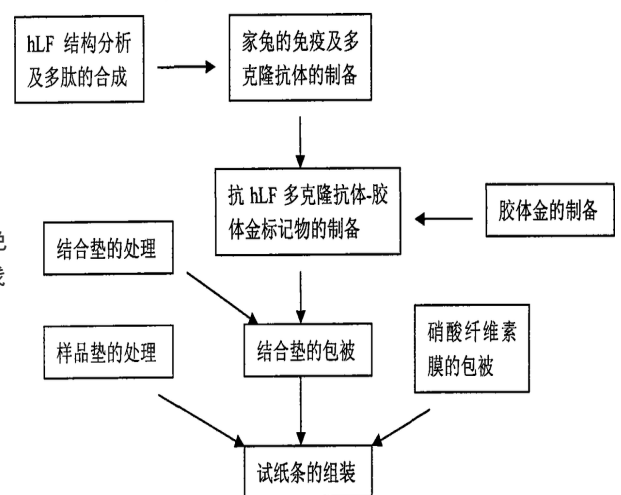 hLF 结构分析
及多肽的合成
家兔的免疫及多
克隆抗体的制备
抗 hLF 多克隆抗体-胶
体金标记物的制备
胶体金的制备
结合垫的处理
样品垫的处理
结合垫的包被
硝酸纤维素
膜的包被
试纸条的组装